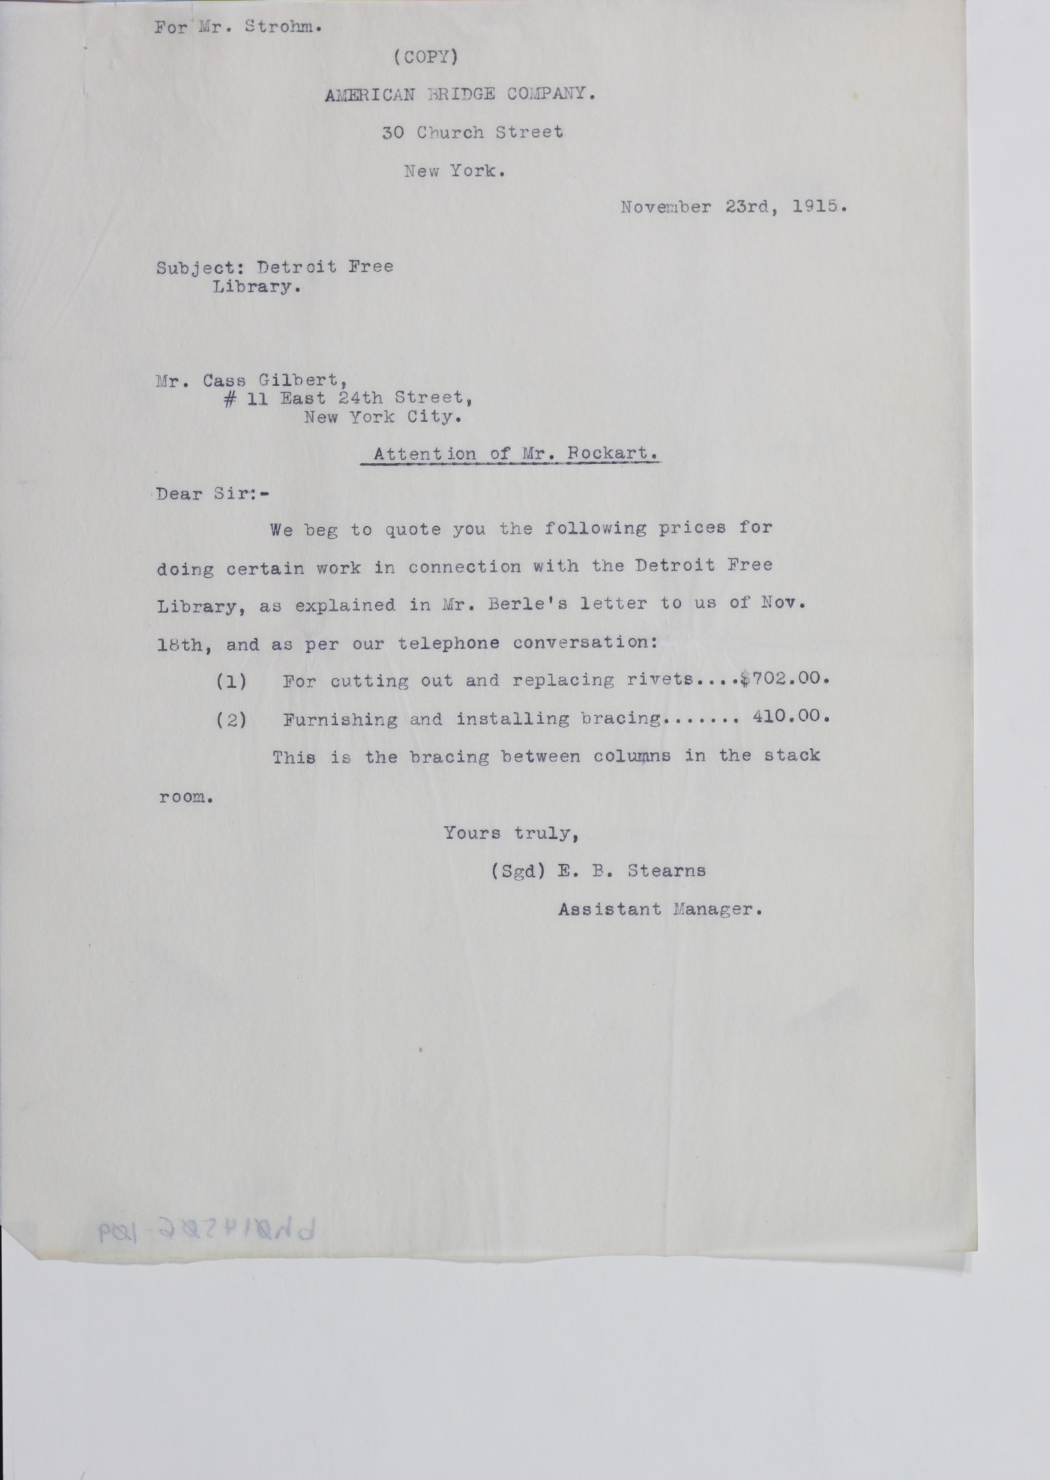 For Mr. Strohm.
(COPY)
AMERICAN BRIDGE COMPANY.
30 Church Street
New York.
November 23rd, 1915.
Subject: Detroit Free
Library.
Mr. Cass Gilbert,
# 11 East 24th Street,
New York City.
Attention of Mr. Rockart.
Dear Sir:-
We beg to quote you the following prices for
doing certain work in connection with the Detroit Free
Library, as explained in Mr. Berle's letter to us of Nov.
18th, and as per our telephone conversation:
(1) For cutting out and replacing rivets....$702.00.
(2) Furnishing and installing bracing....... 410.00.
This is the bracing between columns in the stack
room.
Yours truly,
(Sgd) E. B. Stearns
Assistant Manager.